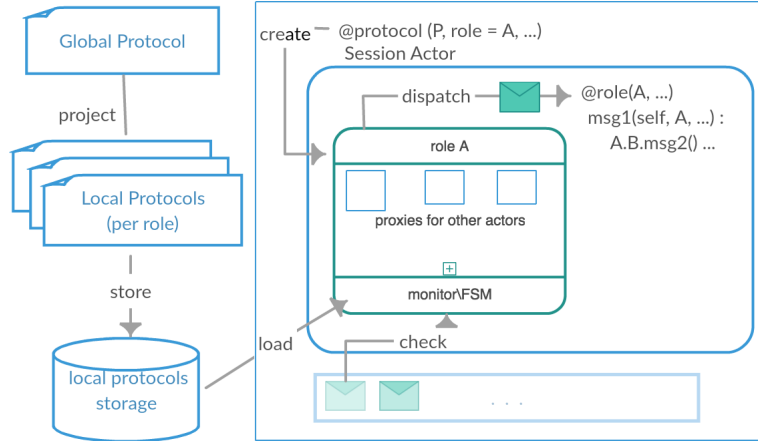 Global Protocol
project
Local Protocols
(per role)
store
local protocols
storage
load
create
@protocol (P, role = A, ...)
Session Actor
dispatch
@role(A, ...)
msg1(self, A, ...) :
A.B.msg2() ...
role A
proxies for other actors
monitor\FSM
check
. . .